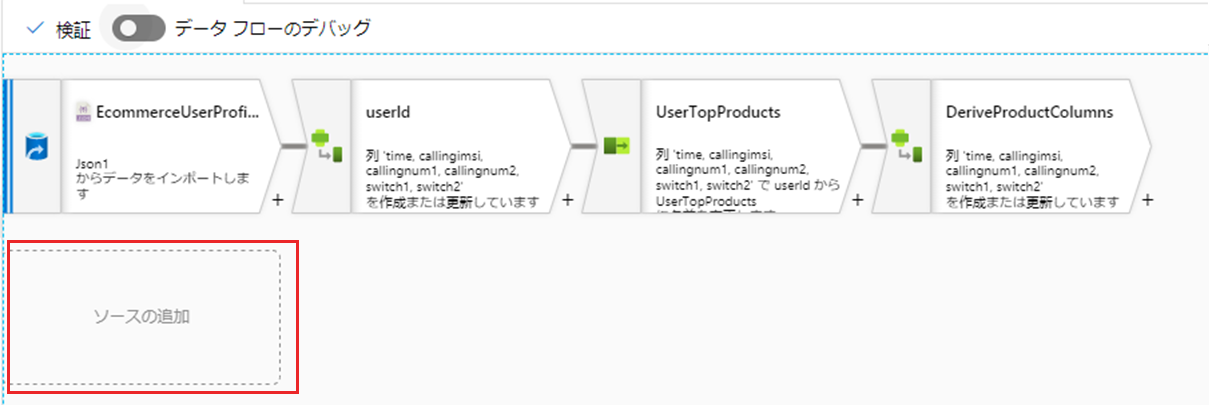 検証
データ フローのデバッグ
EcommerceUserProfi...
Json1
からデータをインポートしま
す
+
userId
列 'time, callingimsi,
callingnum1, callingnum2,
switch1, switch2'
を作成または更新しています
+
UserTopProducts
列 'time, callingimsi,
callingnum1, callingnum2,
switch1, switch2' で userId から
UserTopProducts
+
DeriveProductColumns
列 'time, callingimsi,
callingnum1, callingnum2,
switch1, switch2'
を作成または更新しています
+
ソースの追加